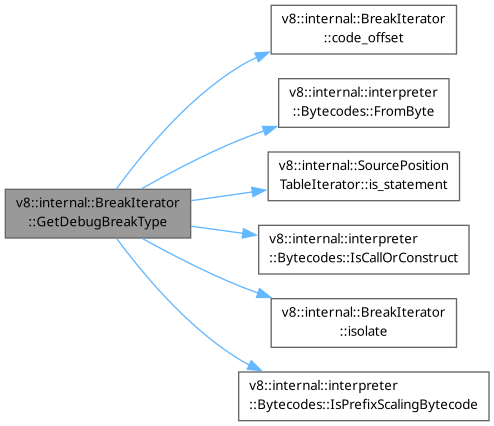 v8::internal::BreakIterator
::GetDebugBreakType
v8::internal::BreakIterator
::code_offset
v8::internal::interpreter
::Bytecodes::FromByte
v8::internal::SourcePosition
TableIterator::is_statement
v8::internal::interpreter
::Bytecodes::IsCallOrConstruct
v8::internal::BreakIterator
::isolate
v8::internal::interpreter
::Bytecodes::IsPrefixScalingBytecode